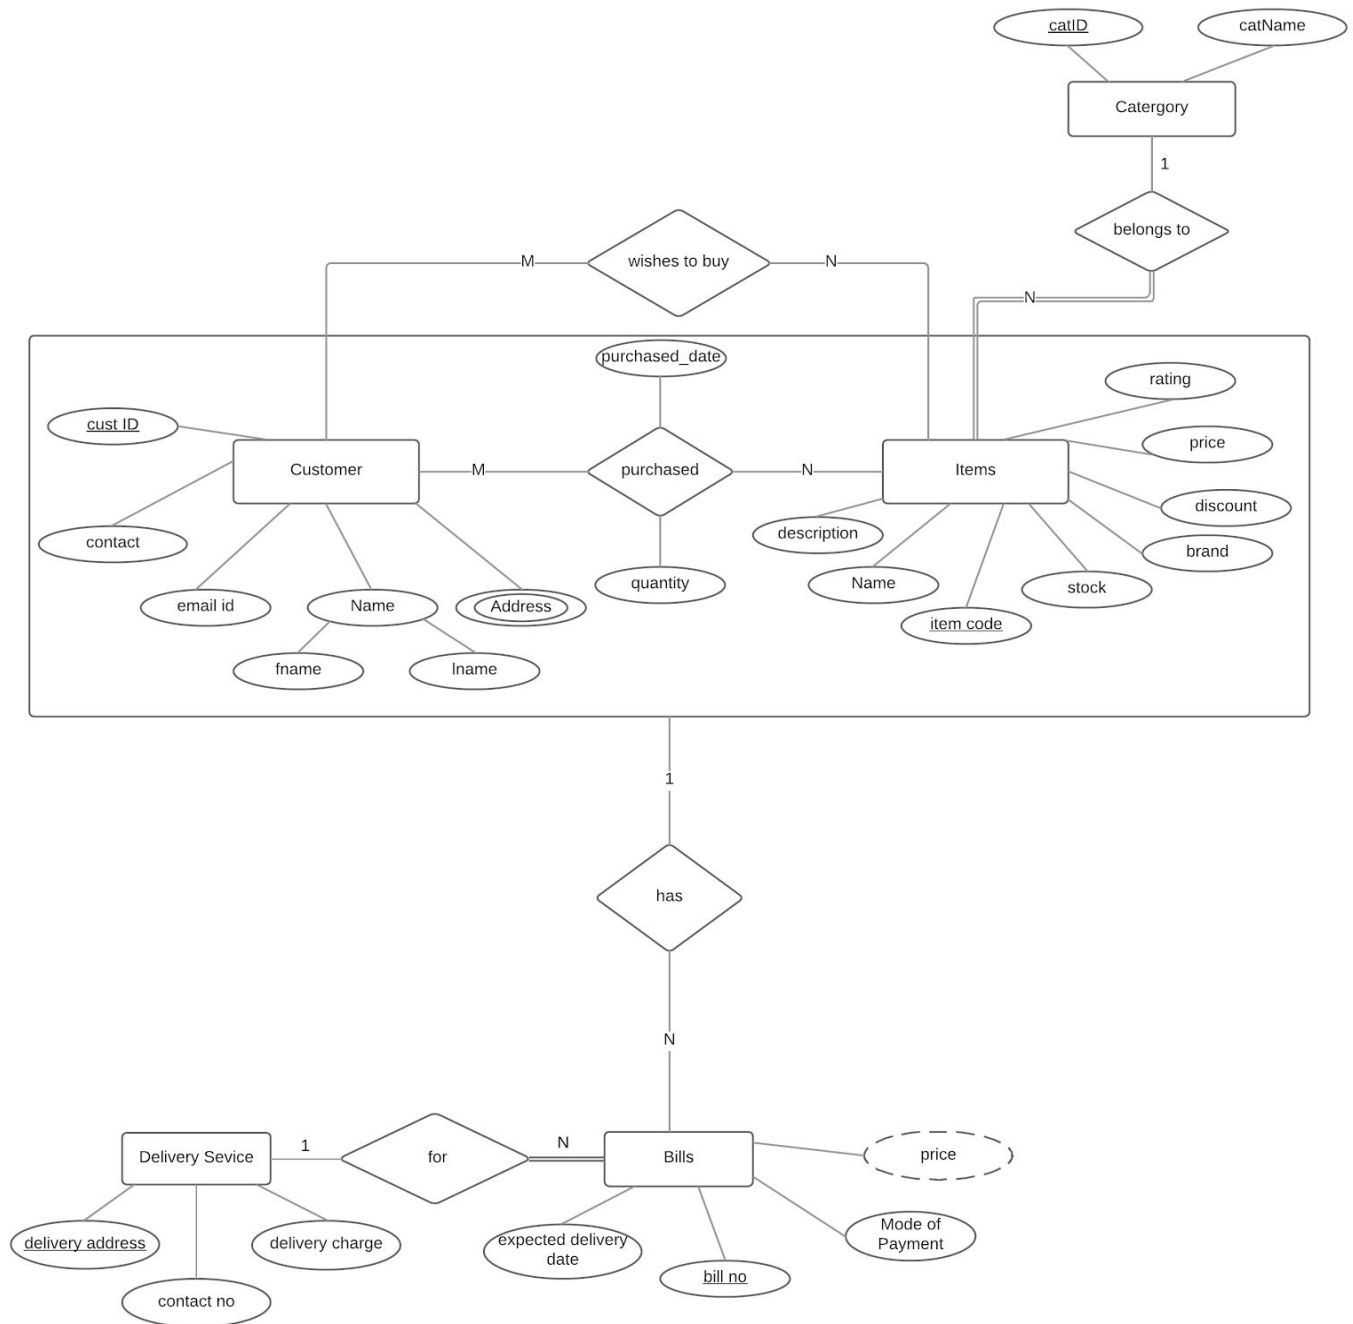 catID
catName
Catergory
1
belongs to
M
wishes to buy
N
N
purchased_date
rating
cust ID
price
Customer
M
purchased
N
Items
discount
description
contact
brand
Name
quantity
stock
email id
Name
Address
item code
fname
lname
1
has
N
Delivery Sevice
1
for
N
Bills
price
delivery address
delivery charge
expected delivery
date
Mode of
Payment
bill no
contact no